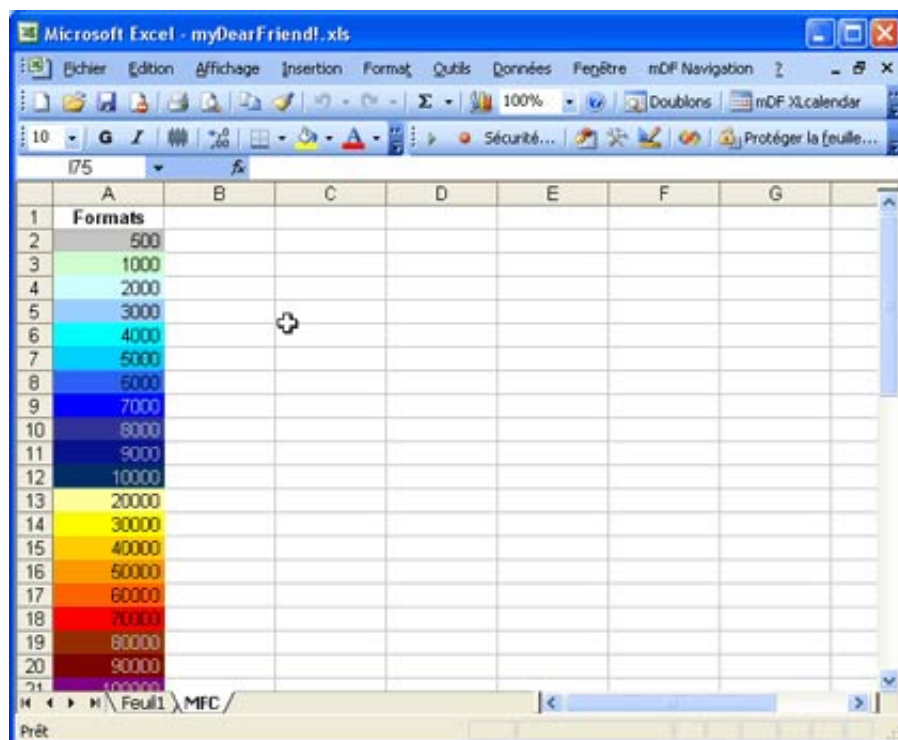 Microsoft Excel - myDearFriend!.xls
Fichier Edition Affichage Insertion Format Outils Données Fenêtre mDF Navigation ?
Σ 100% Doublons mDF XLcalendar
10 G I Sécurité... Protéger la feuille...
I75 fx
A B C D E F G
1 Formats
2 500
3 1000
4 2000
5 3000
6 4000
7 5000
8 6000
9 7000
10 8000
11 9000
12 10000
13 20000
14 30000
15 40000
16 50000
17 60000
18 70000
19 80000
20 90000
21 100000
Feuil1 MFC
Prêt